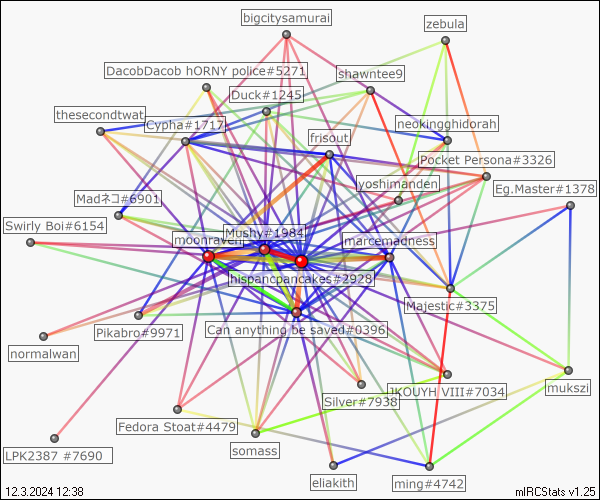 bigcitysamurai
zebula
DacobDacob hORNY police#5271
shawntee9
Duck#1245
thesecondtwat
Cypha#1717
neokingghidorah
frisout
Pocket Persona#3326
yoshimanden
Eg.Master#1378
Madネコ#6901
Swirly Boi#6154
Mushy#1984
moonraven
marcemadness
hispancpancakes#2928
Majestic#3375
Can anything be saved#0396
Pikabro#9971
normalwan
JKOUYH VIII#7034
mukszi
Silver#7938
Fedora Stoat#4479
somass
LPK2387 #7690
eliakith
ming#4742
12.3.2024 12:38
mIRCStats v1.25